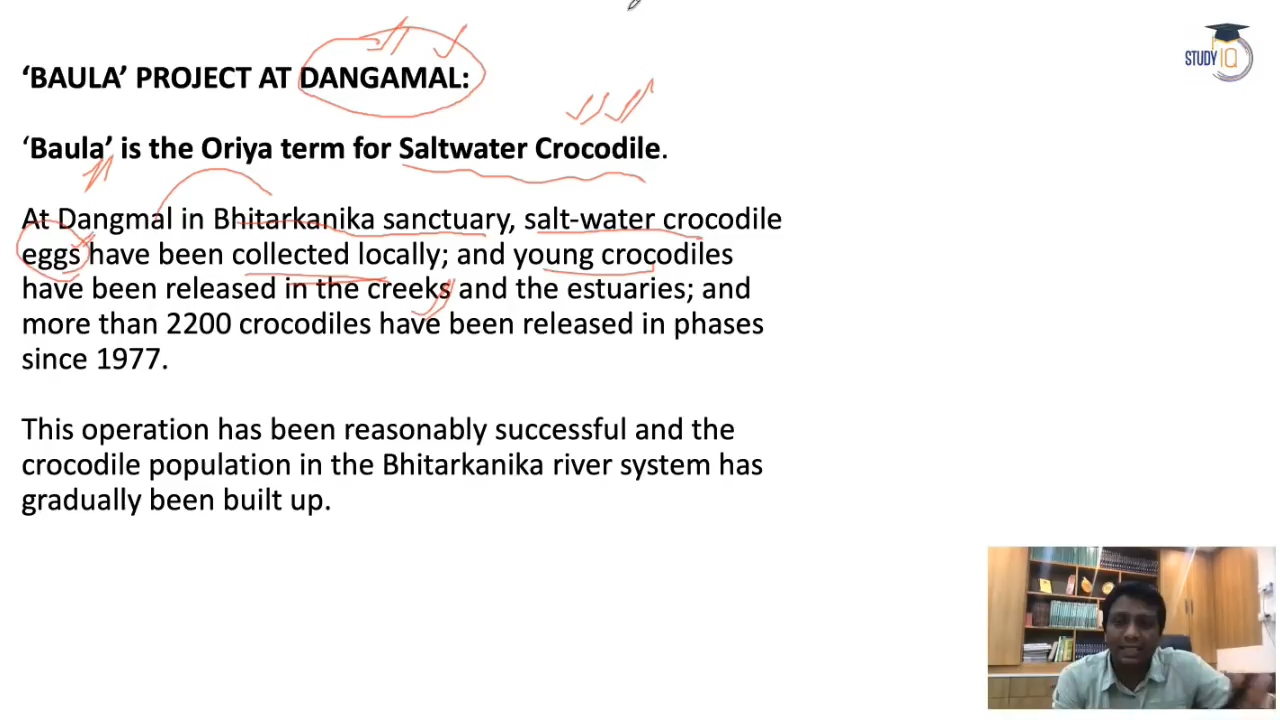 STUDY IQ
‘BAULA’ PROJECT AT DANGAMAL:
‘Baula’ is the Oriya term for Saltwater Crocodile.
At Dangmal in Bhitarkanika sanctuary, salt-water crocodile
eggs have been collected locally; and young crocodiles
have been released in the creeks and the estuaries; and
more than 2200 crocodiles have been released in phases
since 1977.
This operation has been reasonably successful and the
crocodile population in the Bhitarkanika river system has
gradually been built up.